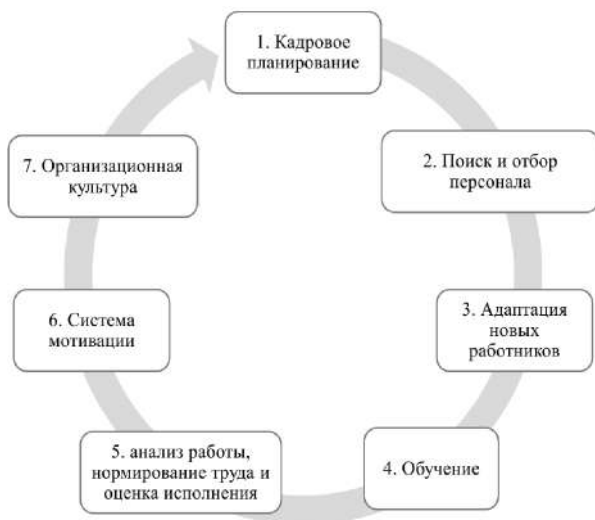 1. Кадровое
планирование
2. Поиск и отбор
персонала
3. Адаптация
новых
работников
4. Обучение
5. анализ работы,
нормирование труда и
оценка исполнения
6. Система
мотивации
7. Организационная
культура